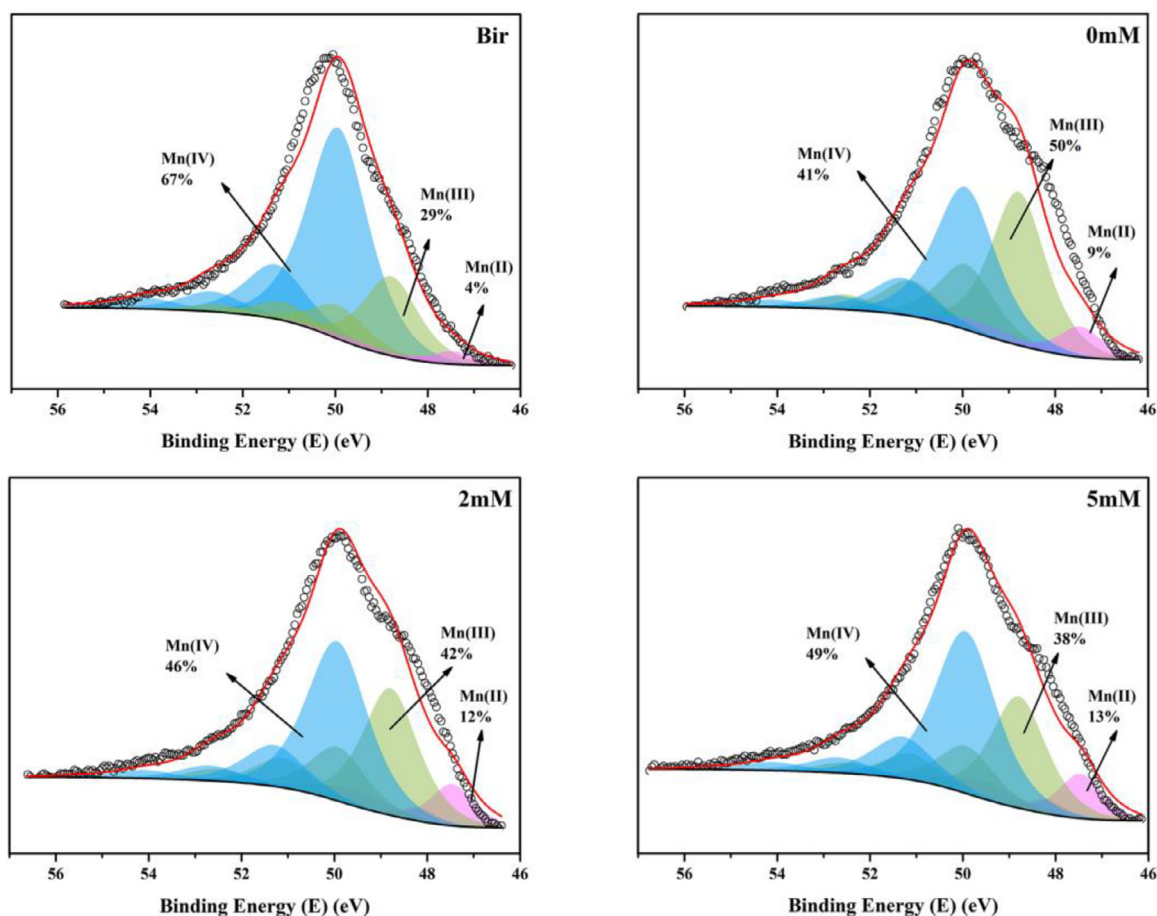 Bir
Mn(IV)
67%
Mn(III)
29%
Mn(II)
4%
56 54 52 50 48 46
Binding Energy (E) (eV)
0mM
Mn(III)
50%
Mn(IV)
41%
Mn(II)
9%
56 54 52 50 48 46
Binding Energy (E) (eV)
2mM
Mn(IV)
46%
Mn(III)
42%
Mn(II)
12%
56 54 52 50 48 46
Binding Energy (E) (eV)
5mM
Mn(III)
38%
Mn(IV)
49%
Mn(II)
13%
56 54 52 50 48 46
Binding Energy (E) (eV)